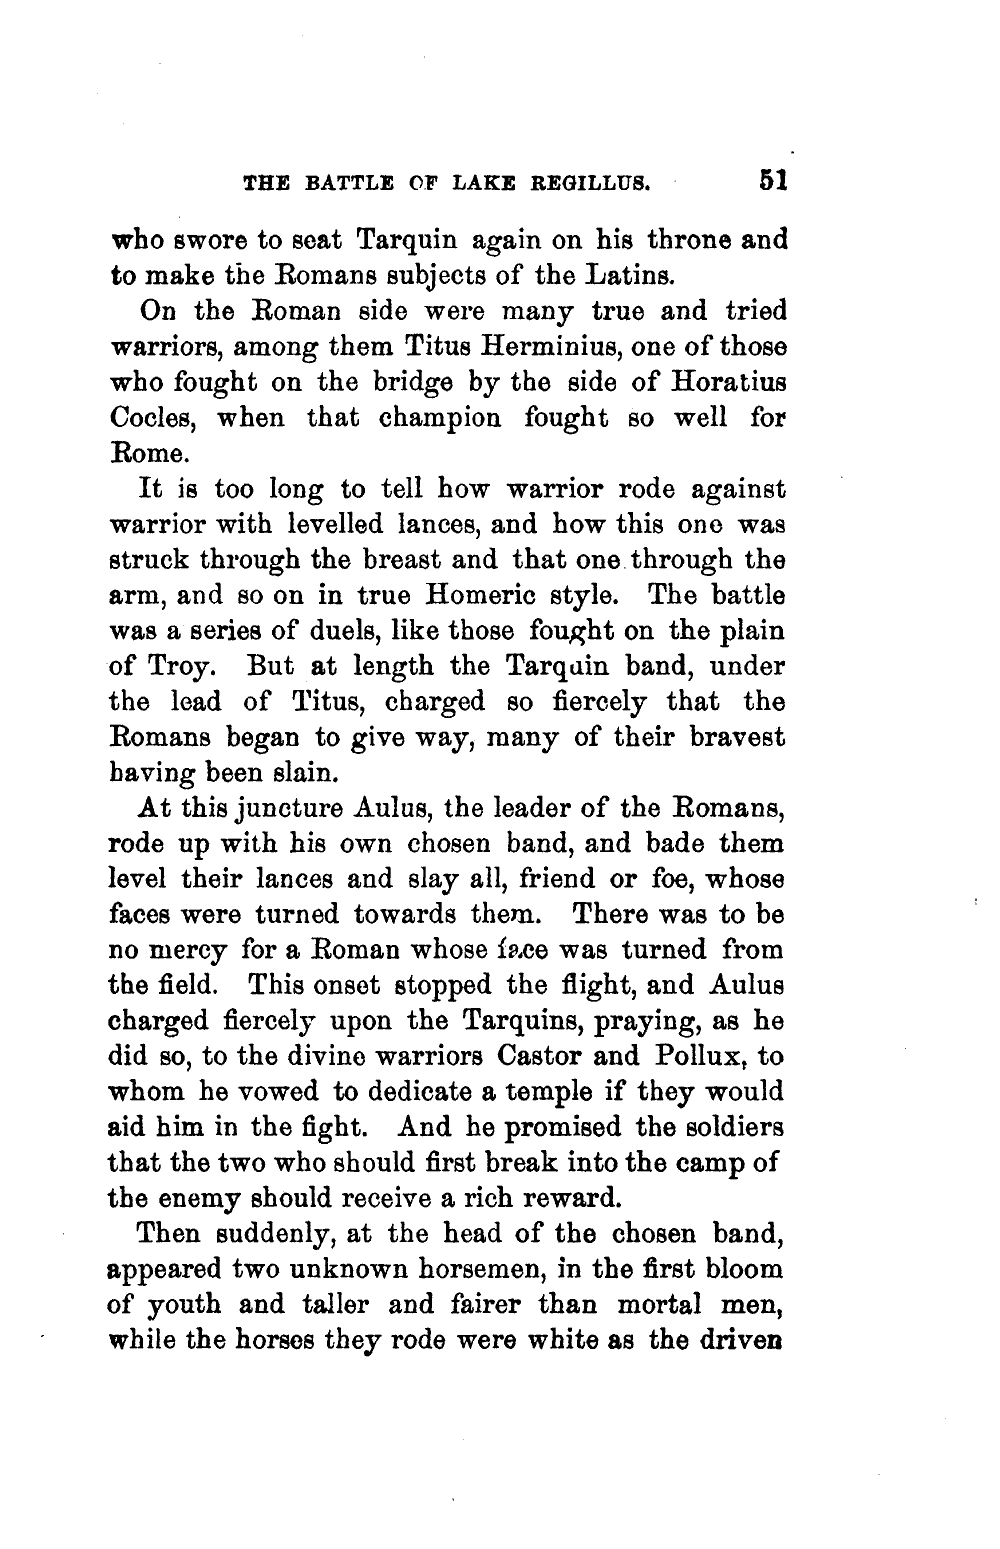 THE BATTLE OF LAKE REGILLUS. 51
who swore to seat Tarquin again on his throne and
to make the Romans subjects of the Latins.
On the Roman side were many true and tried
warriors, among them Titus Herminius, one of those
who fought on the bridge by the side of Horatius
Cocles, when that champion fought so well for
Rome.
It is too long to tell how warrior rode against
warrior with levelled lances, and how this one was
struck through the breast and that one through the
arm, and so on in true Homeric style. The battle
was a series of duels, like those fought on the plain
of Troy. But at length the Tarquin band, under
the lead of Titus, charged so fiercely that the
Romans began to give way, many of their bravest
having been slain.
At this juncture Aulus, the leader of the Romans,
rode up with his own chosen band, and bade them
level their lances and slay all, friend or foe, whose
faces were turned towards them. There was to be
no mercy for a Roman whose face was turned from
the field. This onset stopped the flight, and Aulus
charged fiercely upon the Tarquins, praying, as he
did so, to the divine warriors Castor and Pollux, to
whom he vowed to dedicate a temple if they would
aid him in the fight. And he promised the soldiers
that the two who should first break into the camp of
the enemy should receive a rich reward.
Then suddenly, at the head of the chosen band,
appeared two unknown horsemen, in the first bloom
of youth and taller and fairer than mortal men,
while the horses they rode were white as the driven